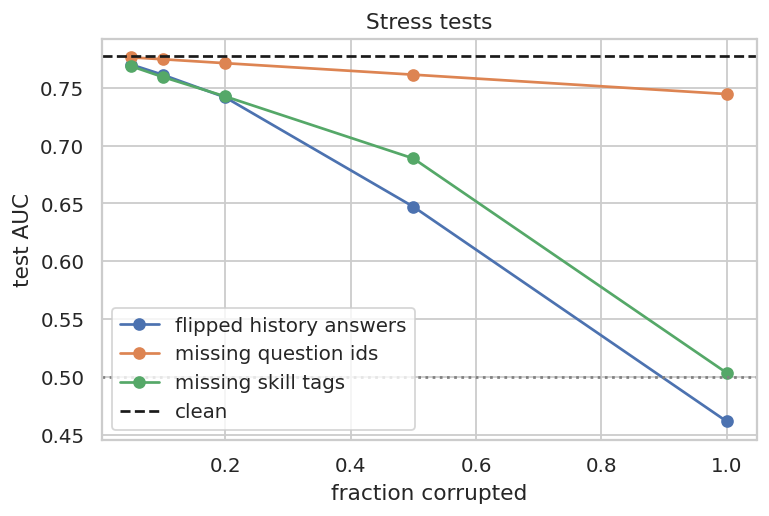 Stress tests
test AUC
0.75
0.70
0.65
0.60
0.55
0.50
0.45
flipped history answers
missing question ids
missing skill tags
clean
0.2
0.4
0.6
0.8
1.0
fraction corrupted